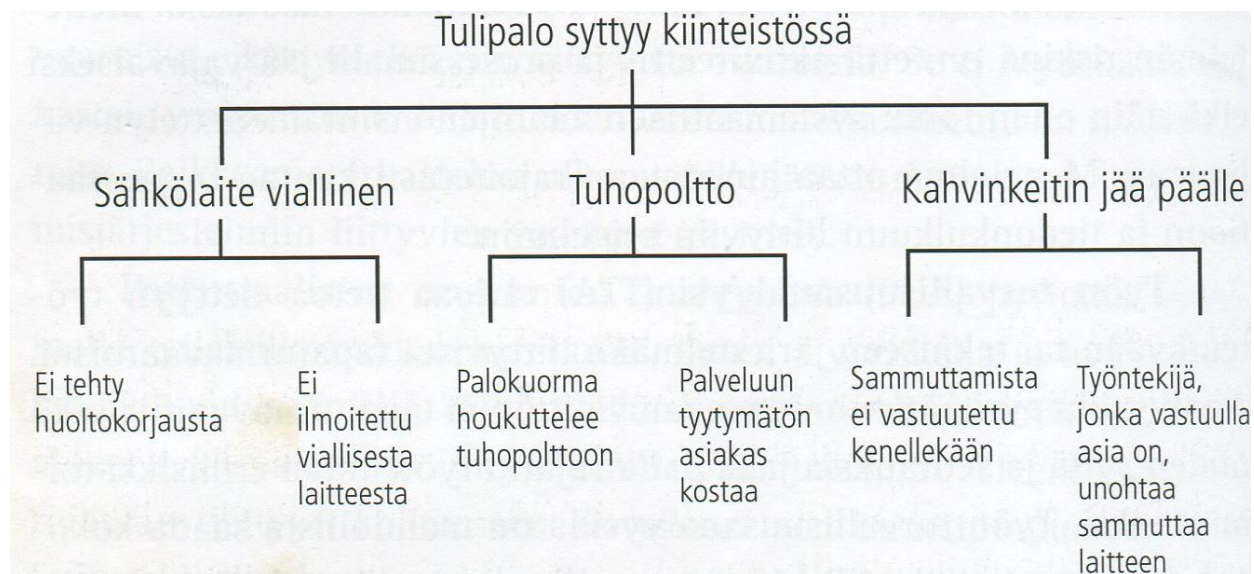 Tulipalo syttyy kiinteistössä
Sähkölaite viallinen
Tuhopoltto
Kahvinkeitin jää päälle
Ei tehty
huoltokorjausta
Ei
ilmoitettu
viallisesta
laitteesta
Palokuorma
houkuttelee
tuhopolttoon
Palveluun
tyytymätön
asiakas
kostaa
Sammuttamista
ei vastuutettu
kenellekään
Työntekijä,
jonka vastuulla
asia on,
unohtaa
sammuttaa
laitteen